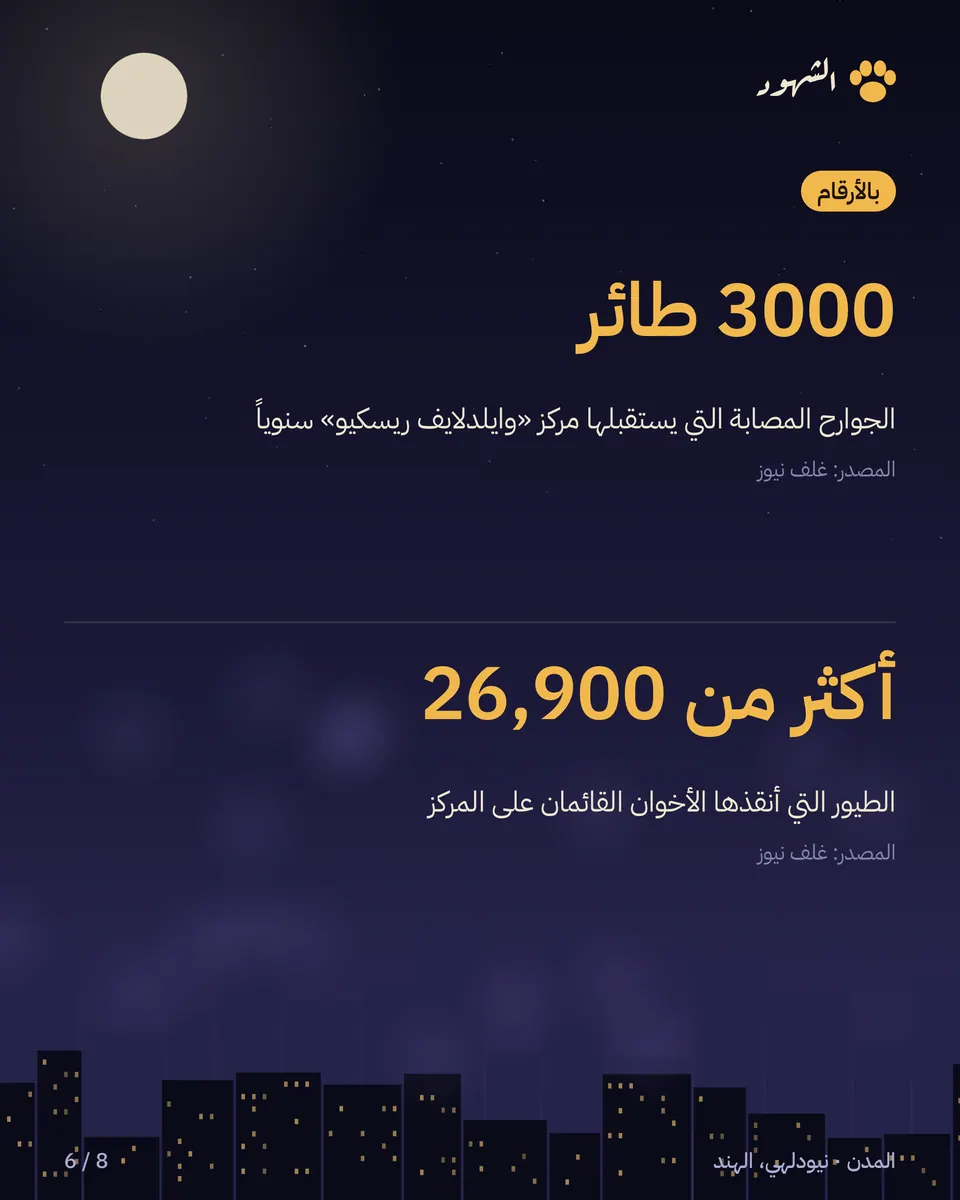 الشهود
بالأرقام
3000 طائر
الجوارح المصابة التي يستقبلها مركز «وايلدلايف ريسكيو» سنوياً
المصدر: غلف نيوز
أكثر من 26,900
الطيور التي أنقذها الأخوان القائمان على المركز
المصدر: غلف نيوز
المدن · نيودلهي، الهند
6 / 8